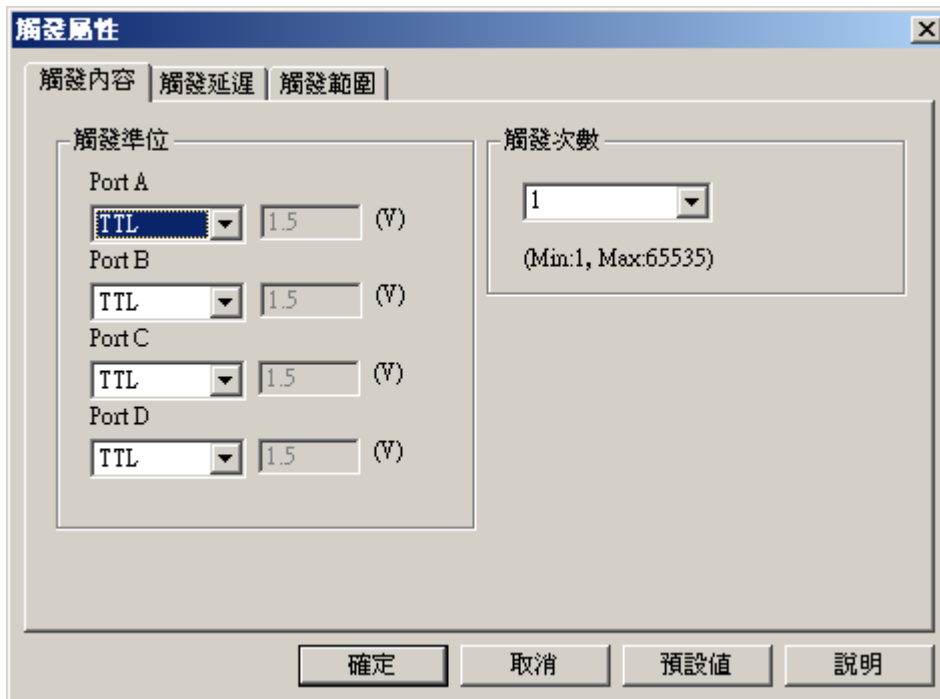 觸發屬性
觸發內容 觸發延遲 觸發範圍
觸發準位
Port A
TTL 1.5 (V)
Port B
TTL 1.5 (V)
Port C
TTL 1.5 (V)
Port D
TTL 1.5 (V)
觸發次數
1
(Min:1, Max:65535)
確定 取消 預設值 說明